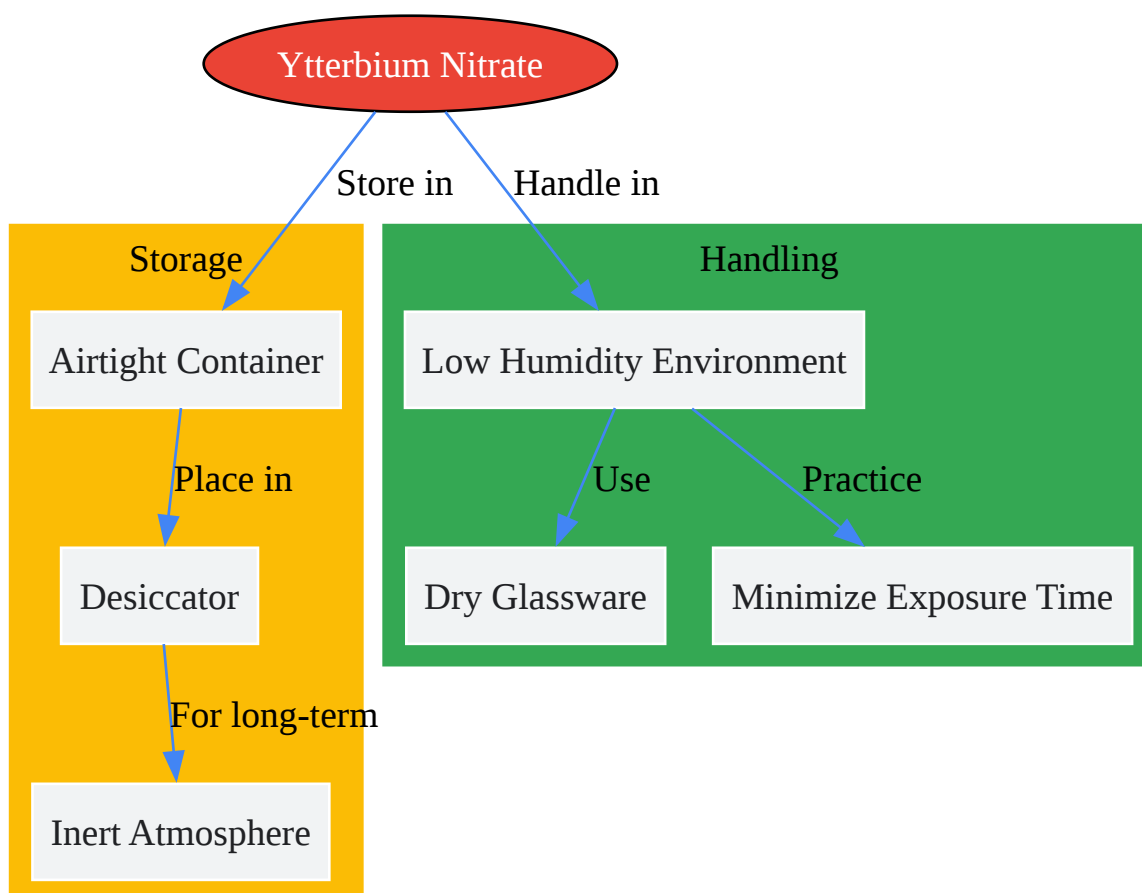 Ytterbium Nitrate
Store in
Handle in
Storage
Handling
Airtight Container
Low Humidity Environment
Place in
Use
Practice
Desiccator
Dry Glassware
Minimize Exposure Time
For long-term
Inert Atmosphere